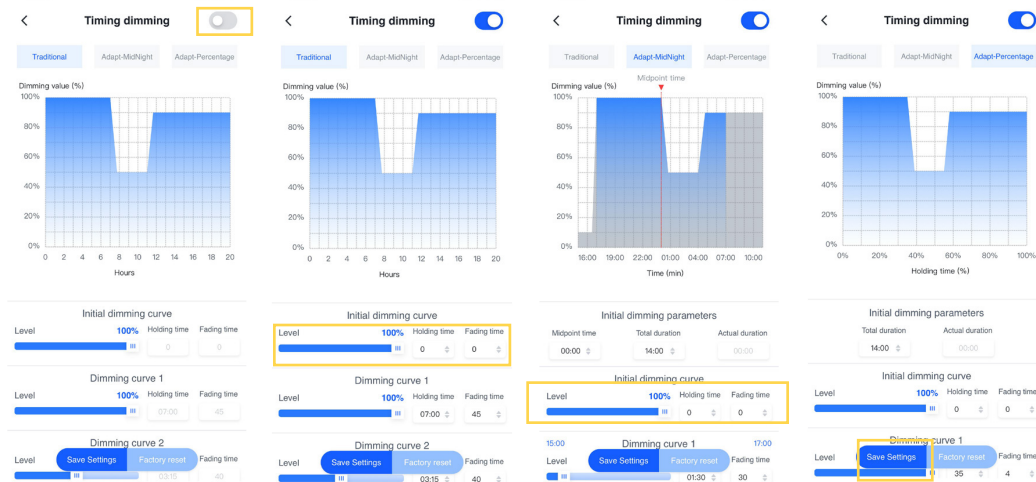 Timing dimming
Traditional Adapt-MidNight Adapt-Percentage
Dimming value (%)
100%
80%
60%
40%
20%
0%
0 2 4 6 8 10 12 14 16 18 20
Hours
Initial dimming curve
Level 100% Holding time Fading time
0 0
Dimming curve 1
Level 100% Holding time Fading time
07:00 45
Dimming curve 2
Level Save Settings Factory reset Fading time
03:15 40
Timing dimming
Traditional Adapt-MidNight Adapt-Percentage
Dimming value (%)
100%
80%
60%
40%
20%
0%
0 2 4 6 8 10 12 14 16 18 20
Hours
Initial dimming curve
Level 100% Holding time Fading time
0 0
Dimming curve 1
Level 100% Holding time Fading time
07:00 45
Dimming curve 2
Level Save Settings Factory reset Fading time
03:15 40
Timing dimming
Traditional Adapt-MidNight Adapt-Percentage
Midpoint time
Dimming value (%)
100%
80%
60%
40%
20%
0%
16:00 19:00 22:00 01:00 04:00 07:00 10:00
Time (min)
Initial dimming parameters
Midpoint time Total duration Actual duration
00:00 14:00 00:00
Initial dimming curve
Level 100% Holding time Fading time
0 0
15:00 Dimming curve 1 17:00
Level Save Settings Factory reset Fading time
01:30 30
Timing dimming
Traditional Adapt-MidNight Adapt-Percentage
Dimming value (%)
100%
80%
60%
40%
20%
0%
0% 20% 40% 60% 80% 100%
Holding time (%)
Initial dimming parameters
Total duration Actual duration
14:00 00:00
Initial dimming curve
Level 100% Holding time Fading time
0 0
Dimming curve 1
Level Save Settings Factory reset Fading time
35 4